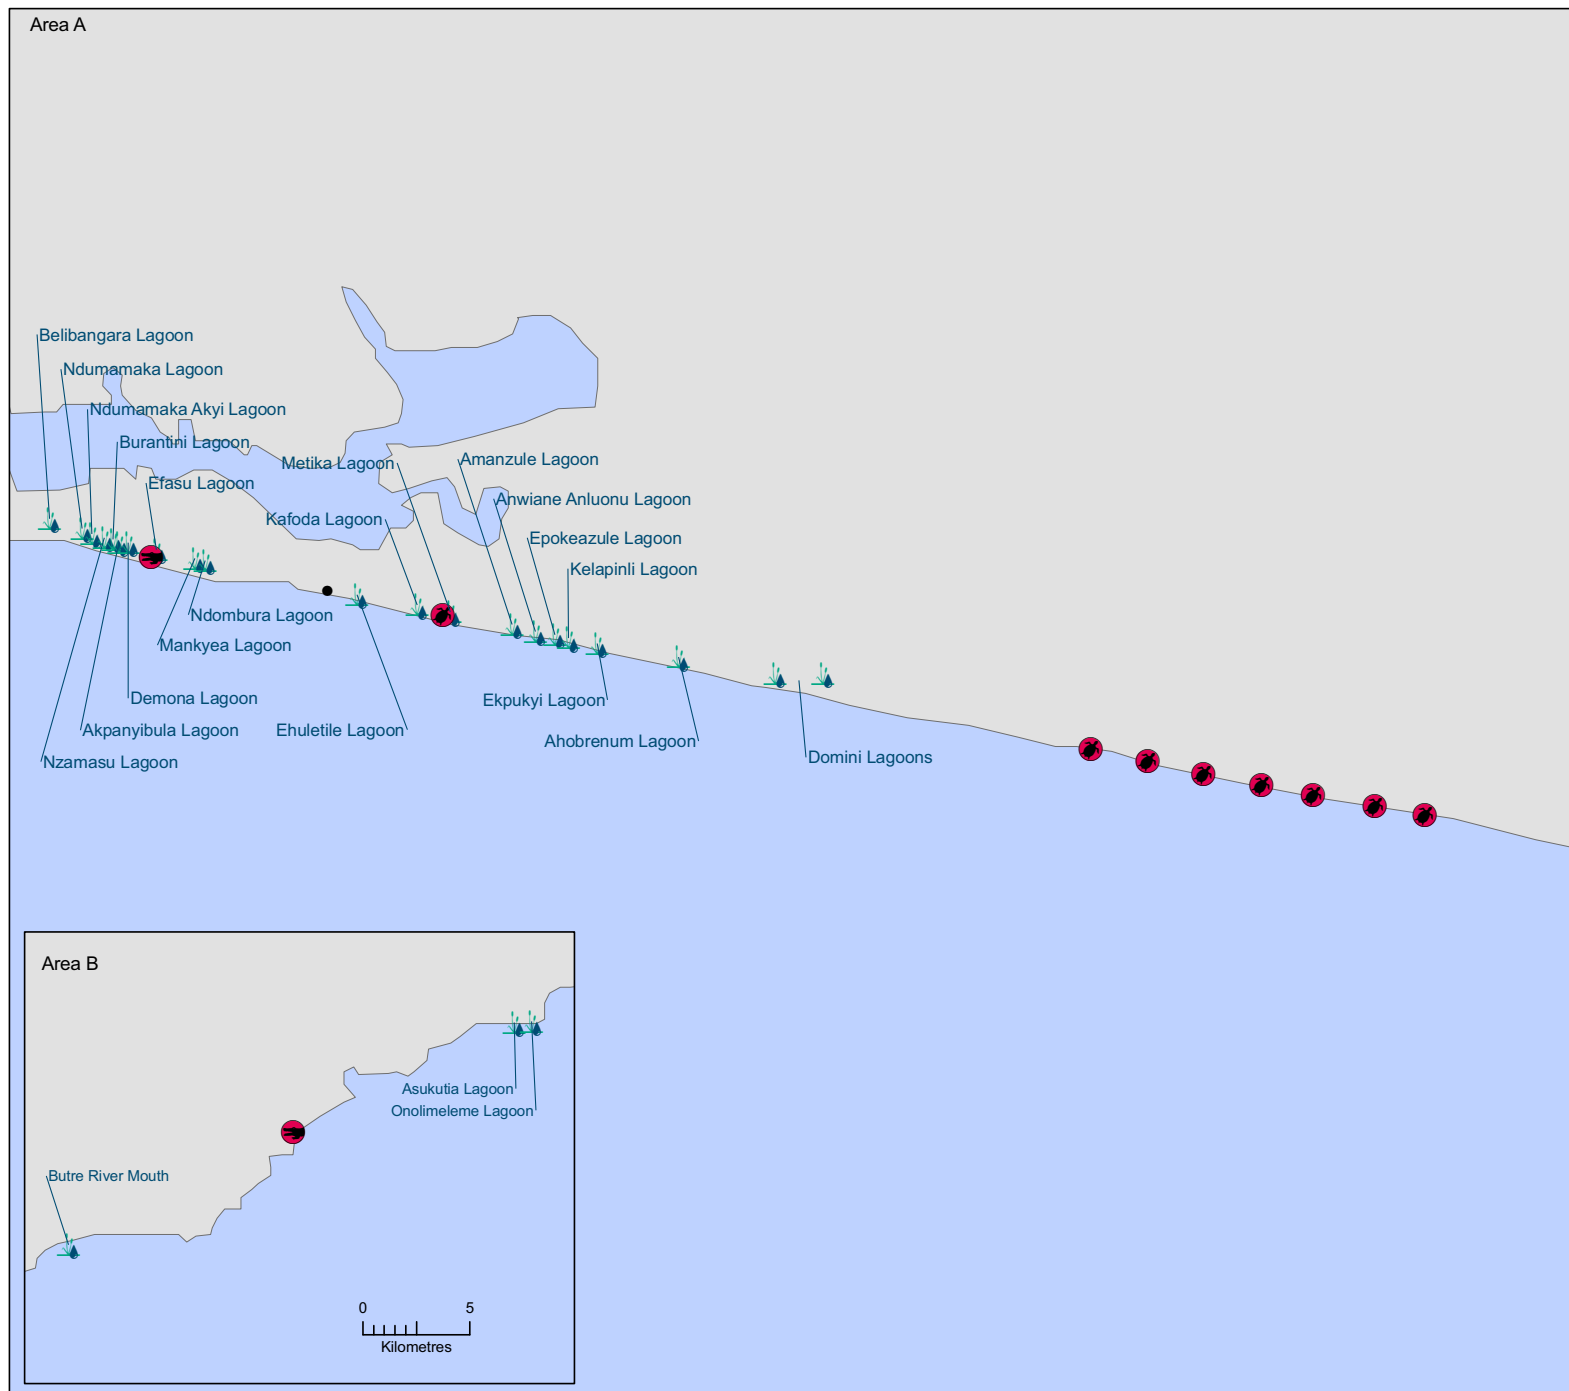 Area A
Belibangara Lagoon
Ndumamaka Lagoon
Ndumamaka Akyi Lagoon
Burantini Lagoon
Metika Lagoon
Amanzule Lagoon
Efasu Lagoon
Anwiane Anluonu Lagoon
Kafoda Lagoon
Epokeazule Lagoon
Kelapinli Lagoon
Ndombura Lagoon
Mankyea Lagoon
Demona Lagoon
Ekpukyi Lagoon
Akpanyibula Lagoon
Ehuletile Lagoon
Ahobrenum Lagoon
Domini Lagoons
Nzamasu Lagoon
Area B
Asukutia Lagoon
Onolimeleme Lagoon
Butre River Mouth
0 5
Kilometres